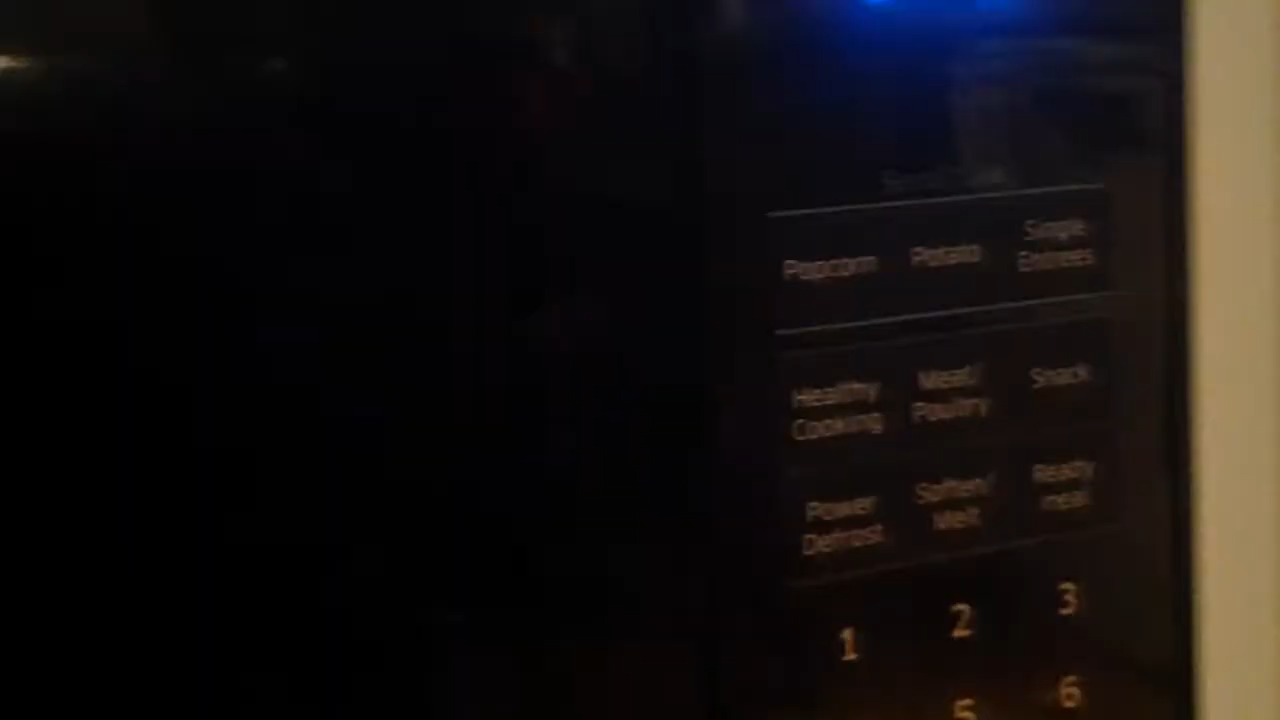 Popcorn Potato Simple
Entrees
Healthy Meat/ Snack
Cooking Poultry
Power Soften/ Ready
Defrost Melt meal
1 2 3
5 6